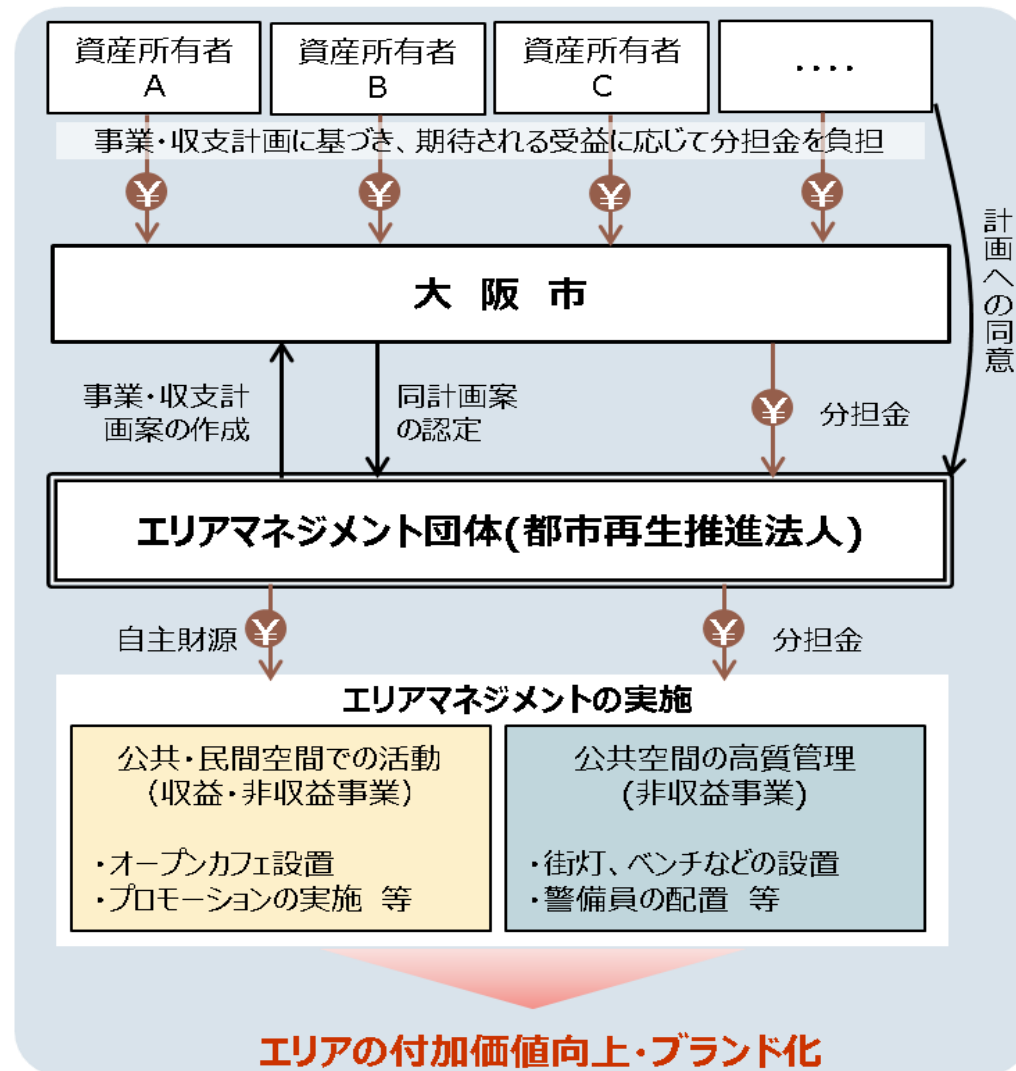 資産所有者
A
資産所有者
B
資産所有者
C
････
事業・収支計画に基づき、期待される受益に応じて分担金を負担
¥
¥
¥
¥
計画への同意
大 阪 市
事業・収支計
画案の作成
同計画案
の認定
¥
分担金
エリアマネジメント団体(都市再生推進法人)
自主財源
¥
¥
分担金
エリアマネジメントの実施
公共・民間空間での活動
（収益・非収益事業）
・オープンカフェ設置
・プロモーションの実施 等
公共空間の高質管理
(非収益事業)
・街灯、ベンチなどの設置
・警備員の配置 等
エリアの付加価値向上・ブランド化